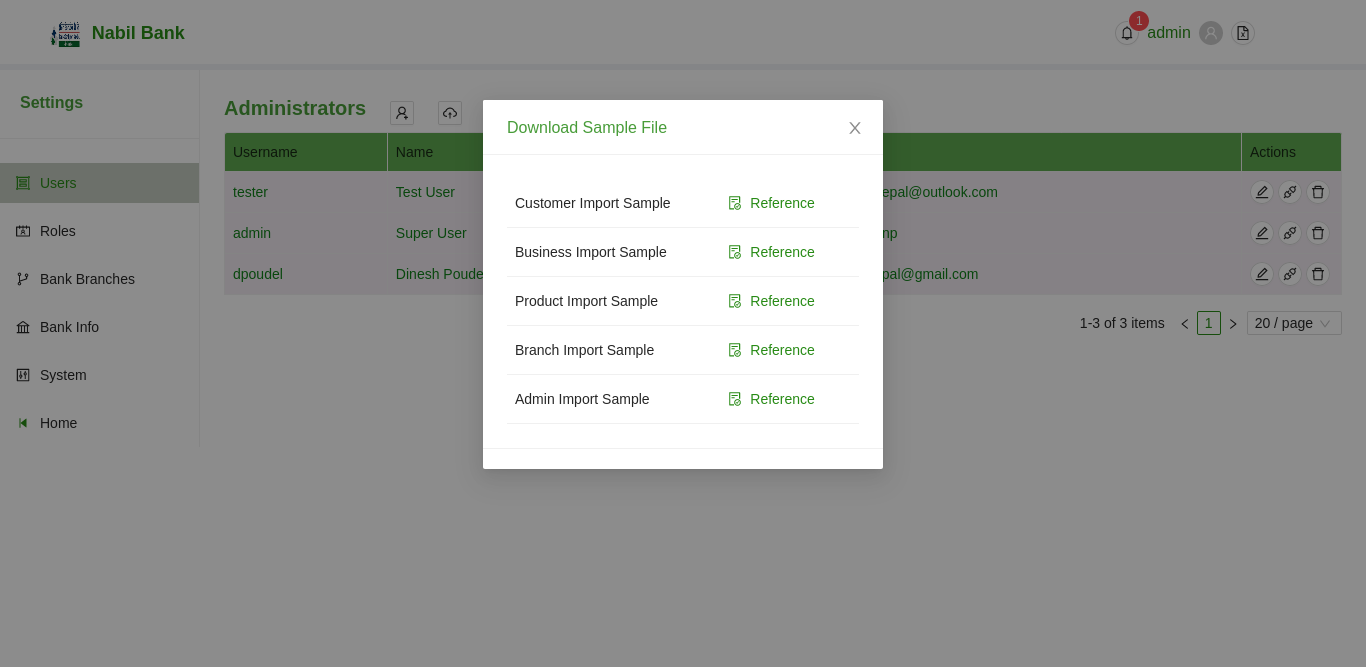 Nabil Bank
1
admin
Settings
Users
Roles
Bank Branches
Bank Info
System
Home
Administrators
Username Name Actions
tester Test User epal@outlook.com
admin Super User np
dpoudel Dinesh Poude pal@gmail.com
1-3 of 3 items 1 20 / page
Download Sample File
Customer Import Sample Reference
Business Import Sample Reference
Product Import Sample Reference
Branch Import Sample Reference
Admin Import Sample Reference